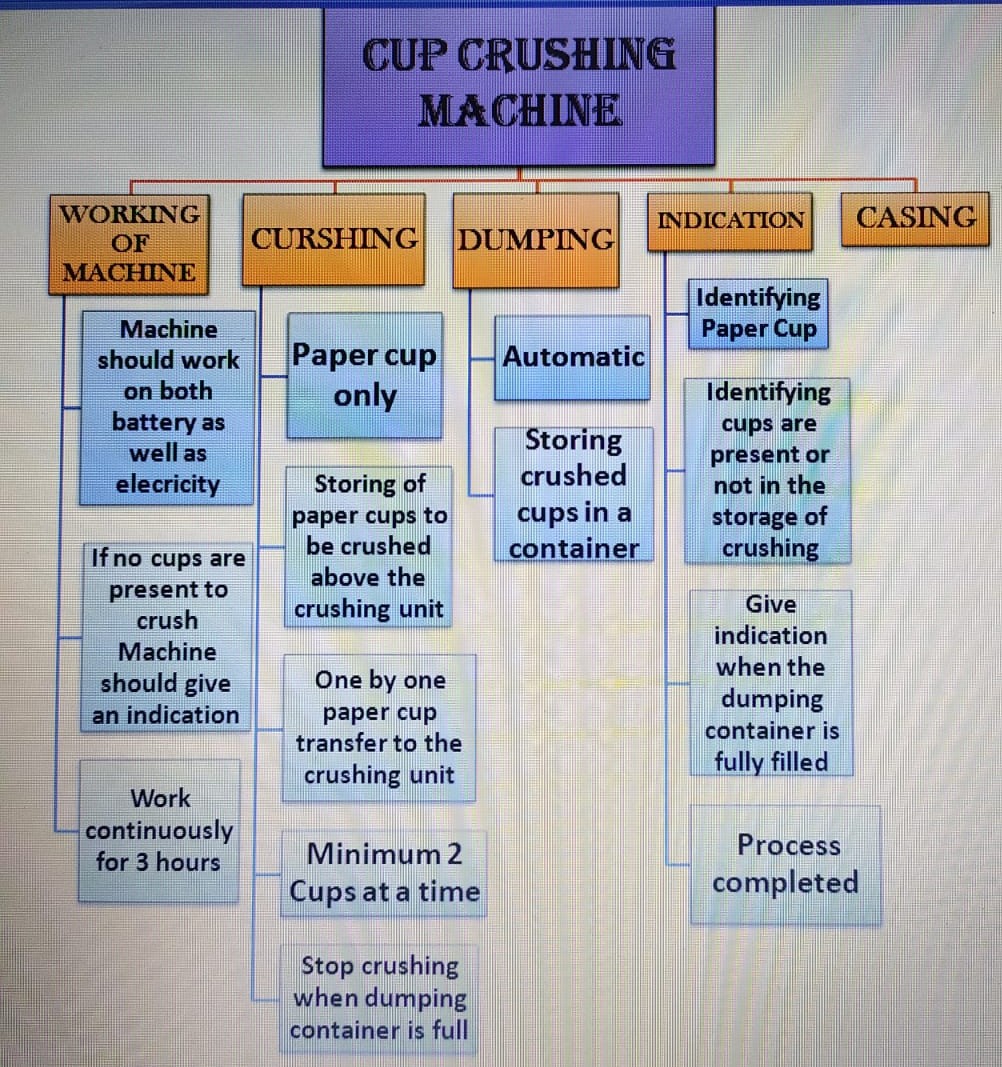 CUP CRUSHING
MACHINE
WORKING
OF
MACHINE
Machine
should work
on both
battery as
well as
elecricity
If no cups are
present to
crush
Machine
should give
an indication
Work
continuously
for 3 hours
CURSHING
Paper cup
only
Storing of
paper cups to
be crushed
above the
crushing unit
One by one
paper cup
transfer to the
crushing unit
Minimum 2
Cups at a time
Stop crushing
when dumping
container is full
DUMPING
Automatic
Storing
crushed
cups in a
container
INDICATION
Identifying
Paper Cup
Identifying
cups are
present or
not in the
storage of
crushing
Give
indication
when the
dumping
container is
fully filled
Process
completed
CASING